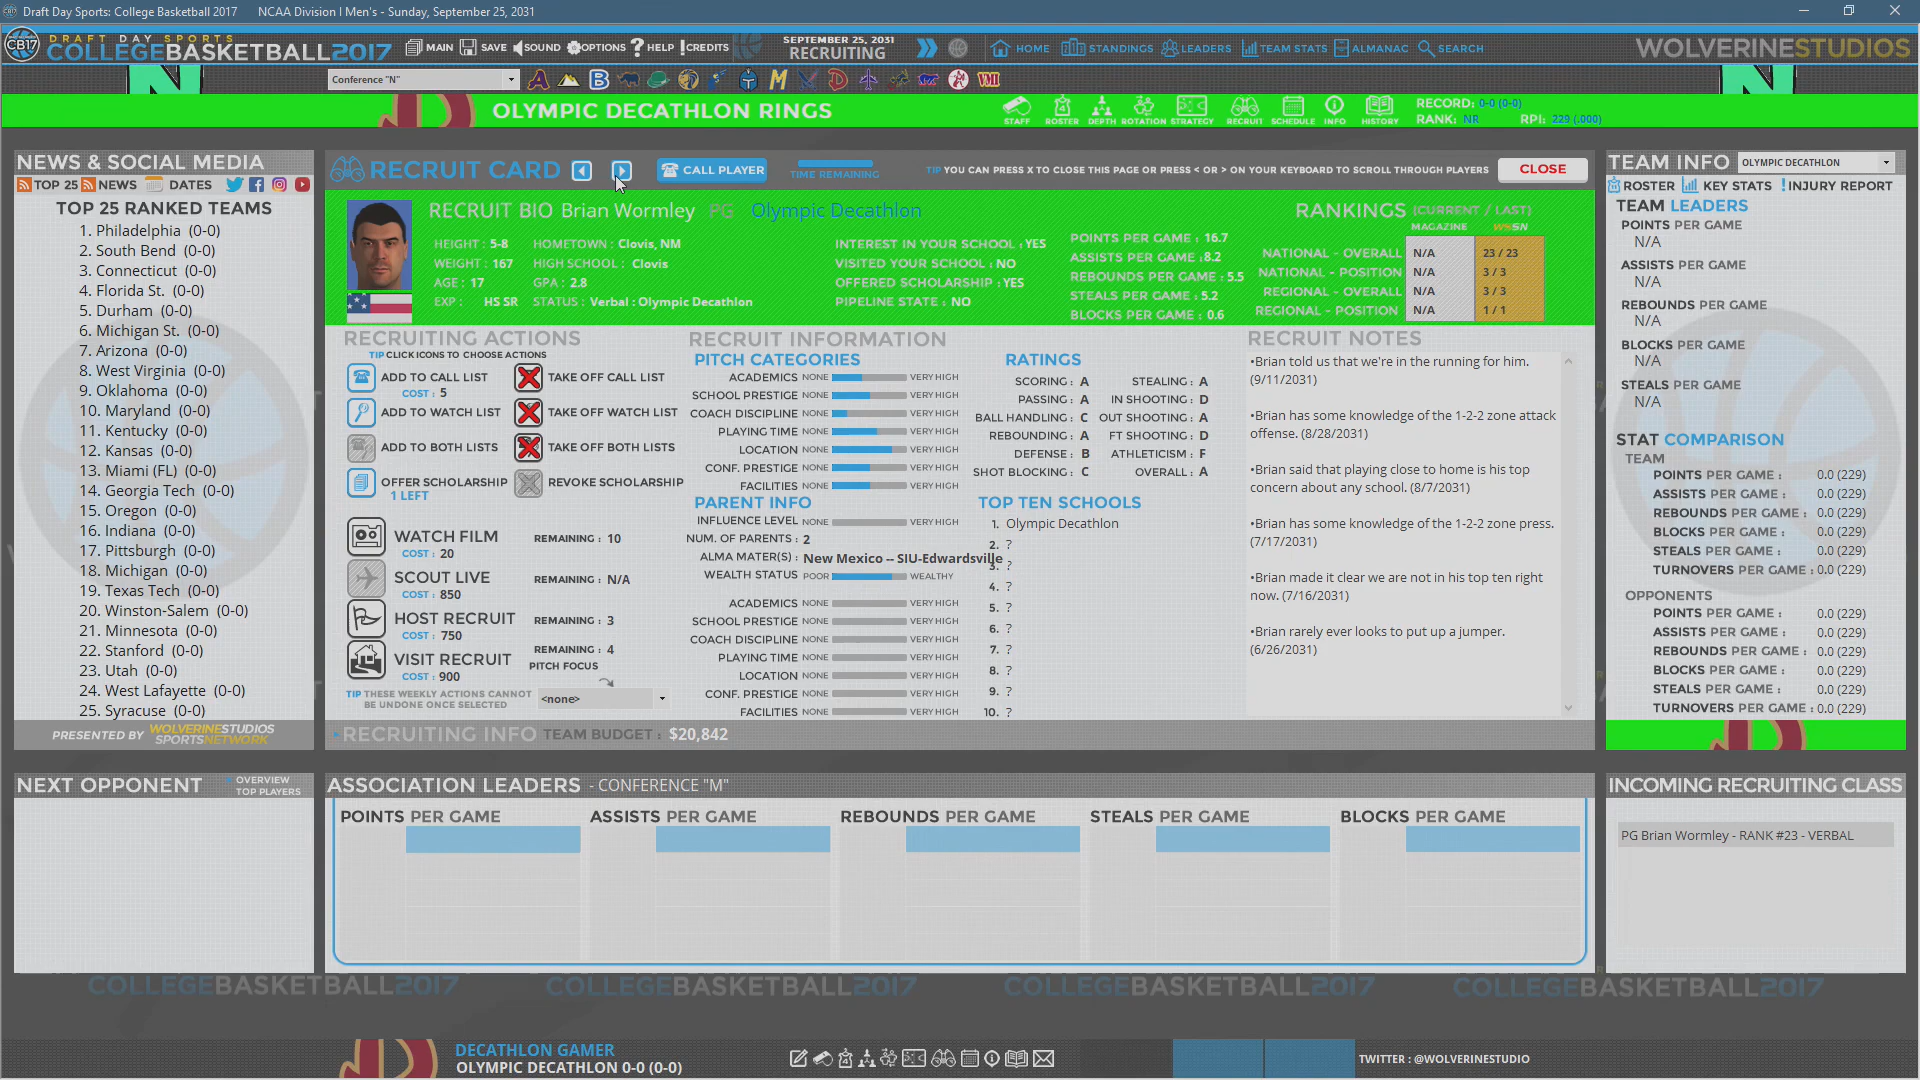 Draft Day Sports: College Basketball 2017 NCAA Division I Men's - Sunday, September 25, 2031
CB17 DRAFT DAY SPORTS COLLEGEBASKETBALL2017 MAIN SAVE SOUND OPTIONS HELP CREDITS SEPTEMBER 25, 2031 RECRUITING HOME STANDINGS LEADERS TEAM STATS ALMANAC SEARCH WOLVERINESTUDIOS
Conference "N"
OLYMPIC DECATHLON RINGS
STAFF ROSTER DEPTH ROTATION STRATEGY RECRUIT SCHEDULE INFO HISTORY
RECORD: 0-0 (0-0)
RANK: NR RPI: 229 (.000)
NEWS & SOCIAL MEDIA
TOP 25 NEWS DATES
TOP 25 RANKED TEAMS
1. Philadelphia (0-0)
2. South Bend (0-0)
3. Connecticut (0-0)
4. Florida St. (0-0)
5. Durham (0-0)
6. Michigan St. (0-0)
7. Arizona (0-0)
8. West Virginia (0-0)
9. Oklahoma (0-0)
10. Maryland (0-0)
11. Kentucky (0-0)
12. Kansas (0-0)
13. Miami (FL) (0-0)
14. Georgia Tech (0-0)
15. Oregon (0-0)
16. Indiana (0-0)
17. Pittsburgh (0-0)
18. Michigan (0-0)
19. Texas Tech (0-0)
20. Winston-Salem (0-0)
21. Minnesota (0-0)
22. Stanford (0-0)
23. Utah (0-0)
24. West Lafayette (0-0)
25. Syracuse (0-0)
PRESENTED BY WOLVERINESTUDIOS SPORTSNETWORK
RECRUIT CARD CALL PLAYER TIME REMAINING TIP YOU CAN PRESS X TO CLOSE THIS PAGE OR PRESS < OR > ON YOUR KEYBOARD TO SCROLL THROUGH PLAYERS CLOSE
RECRUIT BIO Brian Wormley PG Olympic Decathlon
HEIGHT : 5-8
WEIGHT : 167
AGE : 17
EXP : HS SR
HOMETOWN : Clovis, NM
HIGH SCHOOL : Clovis
GPA : 2.8
STATUS : Verbal : Olympic Decathlon
INTEREST IN YOUR SCHOOL : YES
VISITED YOUR SCHOOL : NO
OFFERED SCHOLARSHIP : YES
PIPELINE STATE : NO
POINTS PER GAME : 16.7
ASSISTS PER GAME : 8.2
REBOUNDS PER GAME : 5.5
STEALS PER GAME : 5.2
BLOCKS PER GAME : 0.6
RANKINGS (CURRENT / LAST)
MAGAZINE WSSN
NATIONAL - OVERALL N/A 23 / 23
NATIONAL - POSITION N/A 3 / 3
REGIONAL - OVERALL N/A 3 / 3
REGIONAL - POSITION N/A 1 / 1
RECRUITING ACTIONS
TIP CLICK ICONS TO CHOOSE ACTIONS
ADD TO CALL LIST TAKE OFF CALL LIST
COST : 5
ADD TO WATCH LIST TAKE OFF WATCH LIST
ADD TO BOTH LISTS TAKE OFF BOTH LISTS
OFFER SCHOLARSHIP REVOKE SCHOLARSHIP
1 LEFT
WATCH FILM REMAINING : 10
COST : 20
SCOUT LIVE REMAINING : N/A
COST : 850
HOST RECRUIT REMAINING : 3
COST : 750
VISIT RECRUIT REMAINING : 4
COST : 900
PITCH FOCUS
<none>
TIP THESE WEEKLY ACTIONS CANNOT
BE UNDONE ONCE SELECTED
RECRUIT INFORMATION
PITCH CATEGORIES
ACADEMICS NONE VERY HIGH
SCHOOL PRESTIGE NONE VERY HIGH
COACH DISCIPLINE NONE VERY HIGH
PLAYING TIME NONE VERY HIGH
LOCATION NONE VERY HIGH
CONF. PRESTIGE NONE VERY HIGH
FACILITIES NONE VERY HIGH
PARENT INFO
INFLUENCE LEVEL NONE VERY HIGH
NUM. OF PARENTS : 2
ALMA MATER(S) : New Mexico -- SIU-Edwardsville
WEALTH STATUS POOR WEALTHY
ACADEMICS NONE VERY HIGH
SCHOOL PRESTIGE NONE VERY HIGH
COACH DISCIPLINE NONE VERY HIGH
PLAYING TIME NONE VERY HIGH
LOCATION NONE VERY HIGH
CONF. PRESTIGE NONE VERY HIGH
FACILITIES NONE VERY HIGH
RATINGS
SCORING : A STEALING : A
PASSING : A IN SHOOTING : D
BALL HANDLING : C OUT SHOOTING : A
REBOUNDING : A FT SHOOTING : D
DEFENSE : B ATHLETICISM : F
SHOT BLOCKING : C OVERALL : A
TOP TEN SCHOOLS
1. Olympic Decathlon
2. ?
3. ?
4. ?
5. ?
6. ?
7. ?
8. ?
9. ?
10. ?
RECRUIT NOTES
•Brian told us that we're in the running for him.
(9/11/2031)
•Brian has some knowledge of the 1-2-2 zone attack
offense. (8/28/2031)
•Brian said that playing close to home is his top
concern about any school. (8/7/2031)
•Brian has some knowledge of the 1-2-2 zone press.
(7/17/2031)
•Brian made it clear we are not in his top ten right
now. (7/16/2031)
•Brian rarely ever looks to put up a jumper.
(6/26/2031)
RECRUITING INFO TEAM BUDGET : $20,842
TEAM INFO OLYMPIC DECATHLON
ROSTER KEY STATS INJURY REPORT
TEAM LEADERS
POINTS PER GAME
N/A
ASSISTS PER GAME
N/A
REBOUNDS PER GAME
N/A
BLOCKS PER GAME
N/A
STEALS PER GAME
N/A
STAT COMPARISON
TEAM
POINTS PER GAME : 0.0 (229)
ASSISTS PER GAME : 0.0 (229)
REBOUNDS PER GAME : 0.0 (229)
BLOCKS PER GAME : 0.0 (229)
STEALS PER GAME : 0.0 (229)
TURNOVERS PER GAME : 0.0 (229)
OPPONENTS
POINTS PER GAME : 0.0 (229)
ASSISTS PER GAME : 0.0 (229)
REBOUNDS PER GAME : 0.0 (229)
BLOCKS PER GAME : 0.0 (229)
STEALS PER GAME : 0.0 (229)
TURNOVERS PER GAME : 0.0 (229)
NEXT OPPONENT OVERVIEW
TOP PLAYERS
ASSOCIATION LEADERS - CONFERENCE "M"
POINTS PER GAME ASSISTS PER GAME REBOUNDS PER GAME STEALS PER GAME BLOCKS PER GAME
INCOMING RECRUITING CLASS
PG Brian Wormley - RANK #23 - VERBAL
COLLEGEBASKETBALL2017 COLLEGEBASKETBALL2017 COLLEGEBASKETBALL2017 COLLEGEBASKETBALL2017
DECATHLON GAMER
OLYMPIC DECATHLON 0-0 (0-0)
TWITTER : @WOLVERINESTUDIO